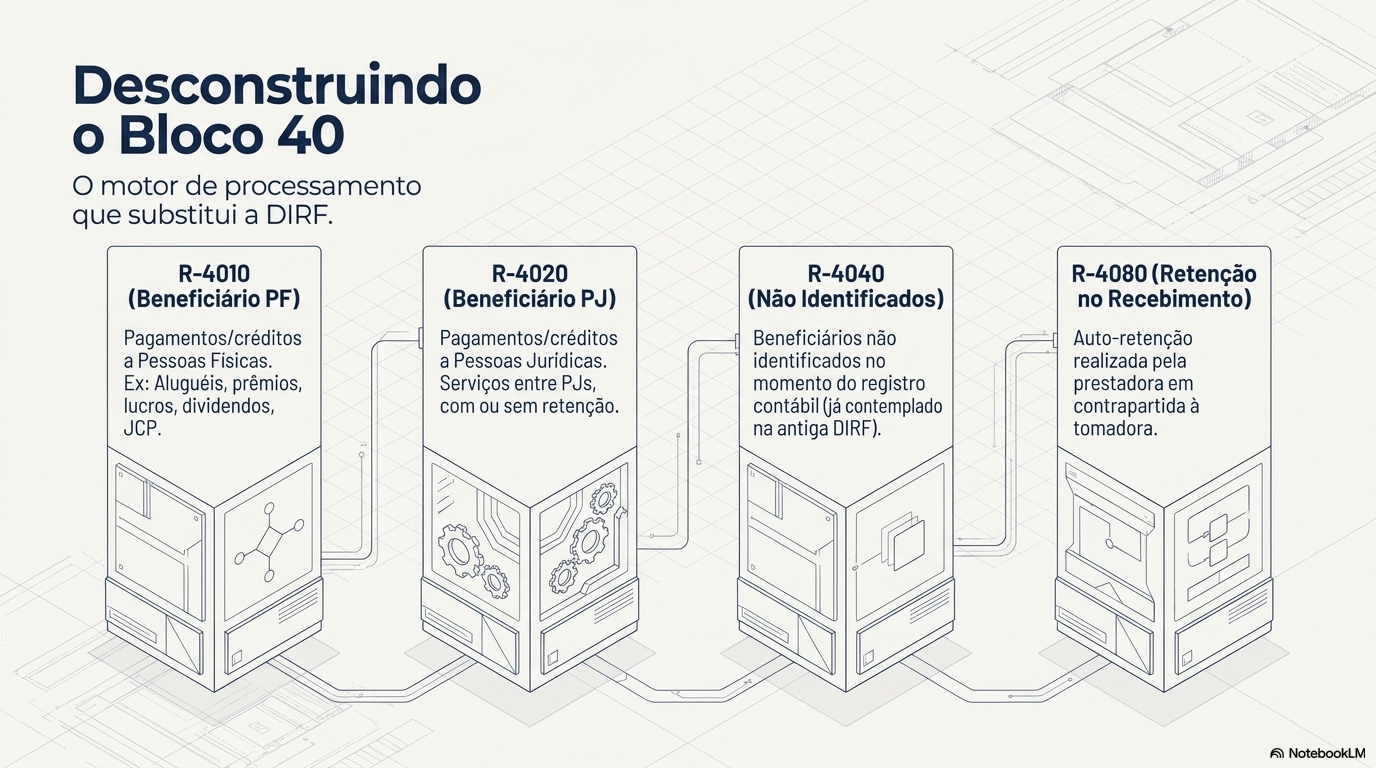 Desconstruindo
o Bloco 40
O motor de processamento
que substitui a DIRF.
R-4010
(Beneficiário PF)
Pagamentos/créditos
a Pessoas Físicas.
Ex: Aluguéis, prêmios,
lucros, dividendos,
JCP.
R-4020
(Beneficiário PJ)
Pagamentos/créditos
a Pessoas Jurídicas.
Serviços entre PJs,
com ou sem retenção.
R-4040
(Não Identificados)
Beneficiários não
identificados no
momento do registro
contábil (já contemplado
na antiga DIRF).
R-4080 (Retenção
no Recebimento)
Auto-retenção
realizada pela
prestadora em
contrapartida à
tomadora.
NotebookLM